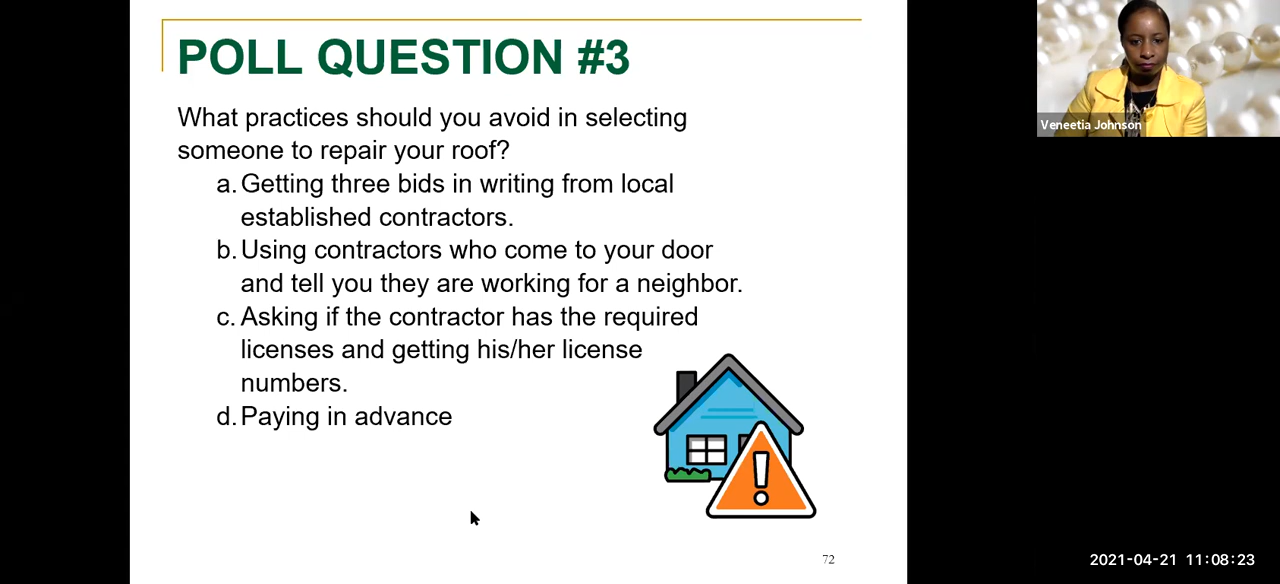 POLL QUESTION #3
What practices should you avoid in selecting
someone to repair your roof?
a. Getting three bids in writing from local
established contractors.
b. Using contractors who come to your door
and tell you they are working for a neighbor.
c. Asking if the contractor has the required
licenses and getting his/her license
numbers.
d. Paying in advance
72
Veneetia Johnson
2021-04-21 11:08:23